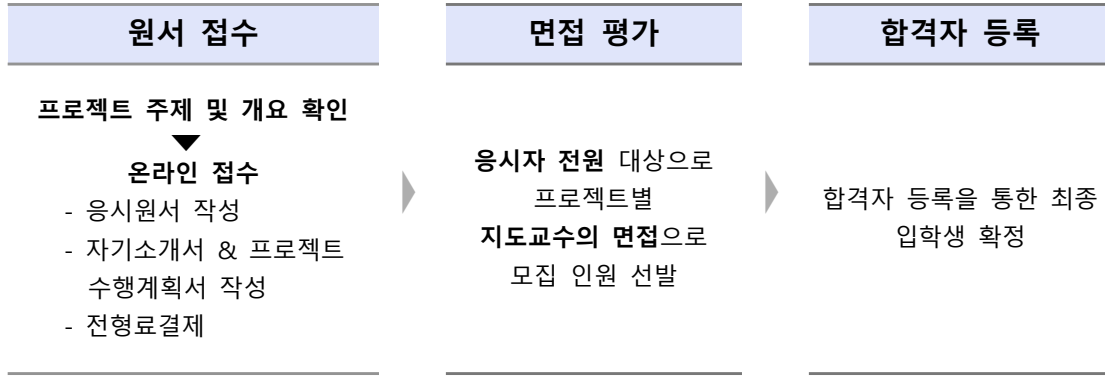 원서 접수
프로젝트 주제 및 개요 확인
온라인 접수
- 응시원서 작성
- 자기소개서 & 프로젝트
수행계획서 작성
- 전형료결제
면접 평가
응시자 전원 대상으로
프로젝트별
지도교수의 면접으로
모집 인원 선발
합격자 등록
합격자 등록을 통한 최종
입학생 확정